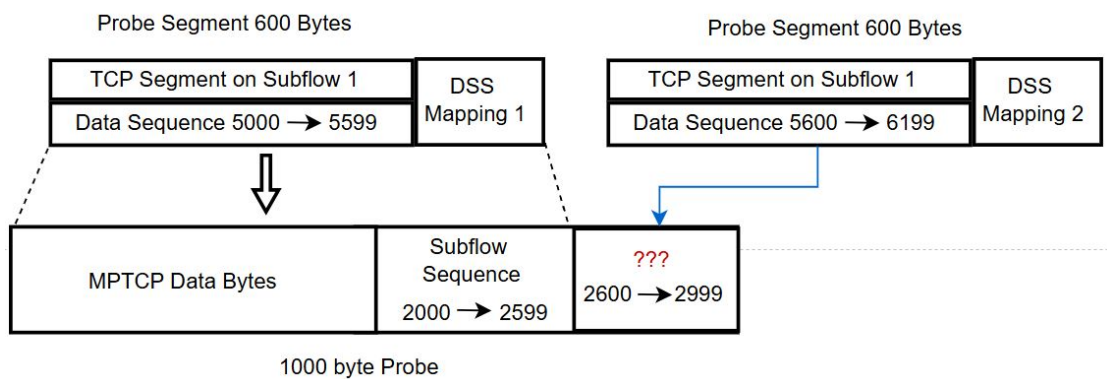 Probe Segment 600 Bytes
TCP Segment on Subflow 1
Data Sequence 5000 → 5599
DSS
Mapping 1
Probe Segment 600 Bytes
TCP Segment on Subflow 1
Data Sequence 5600 → 6199
DSS
Mapping 2
MPTCP Data Bytes
Subflow
Sequence
2000 → 2599
???
2600 → 2999
1000 byte Probe